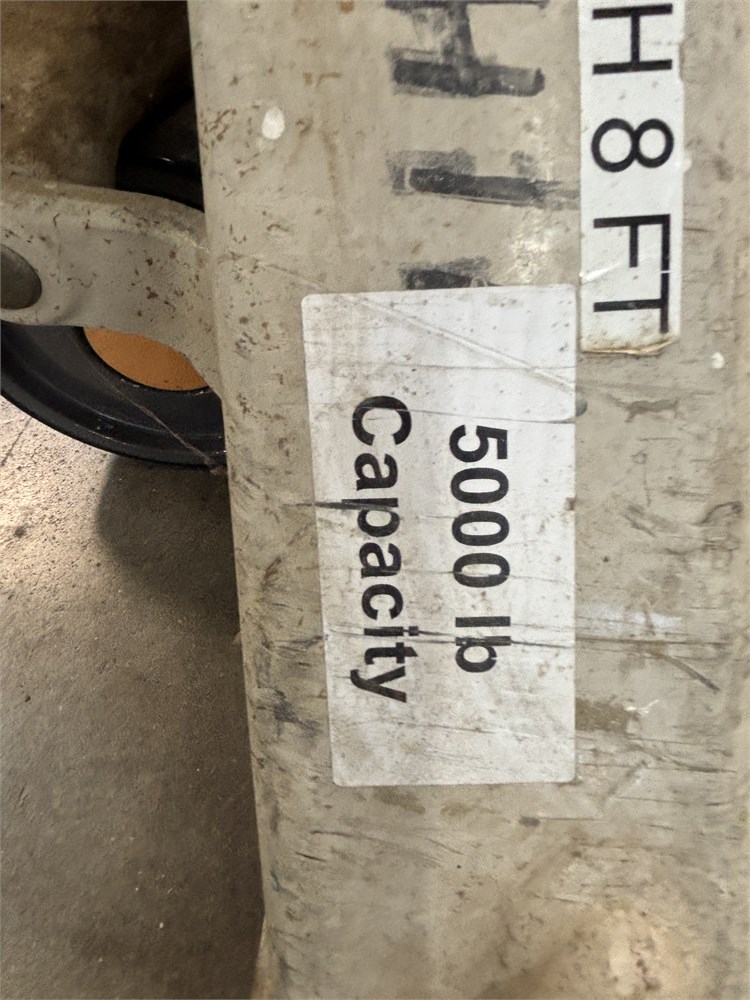 H 8 FT
5000 lb
Capacity